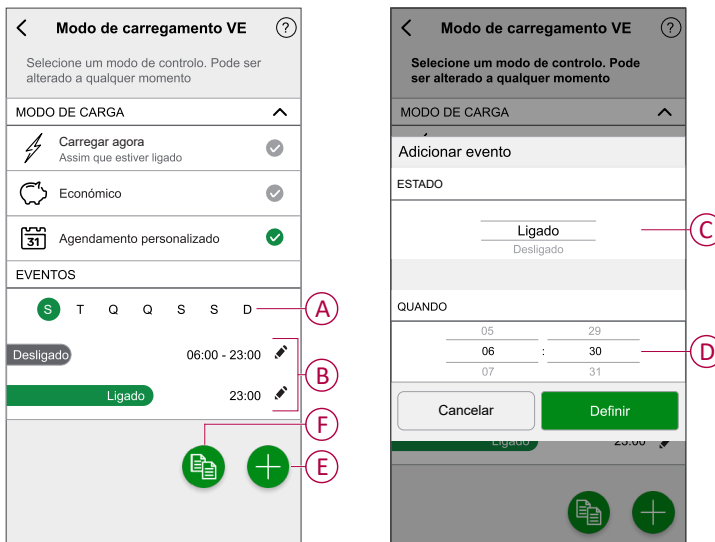 Modo de carregamento VE
?
Selecione um modo de controlo. Pode ser
alterado a qualquer momento
MODO DE CARGA
Carregar agora
Assim que estiver ligado
Económico
31
Agendamento personalizado
EVENTOS
S T Q Q S S D
A
Desligado 06:00 - 23:00
B
Ligado 23:00
F
E
Modo de carregamento VE
?
Selecione um modo de controlo. Pode
ser alterado a qualquer momento
MODO DE CARGA
Adicionar evento
ESTADO
Ligado
C
Desligado
QUANDO
05 29
06 : 30
D
07 31
Cancelar Definir
Ligado 23:00